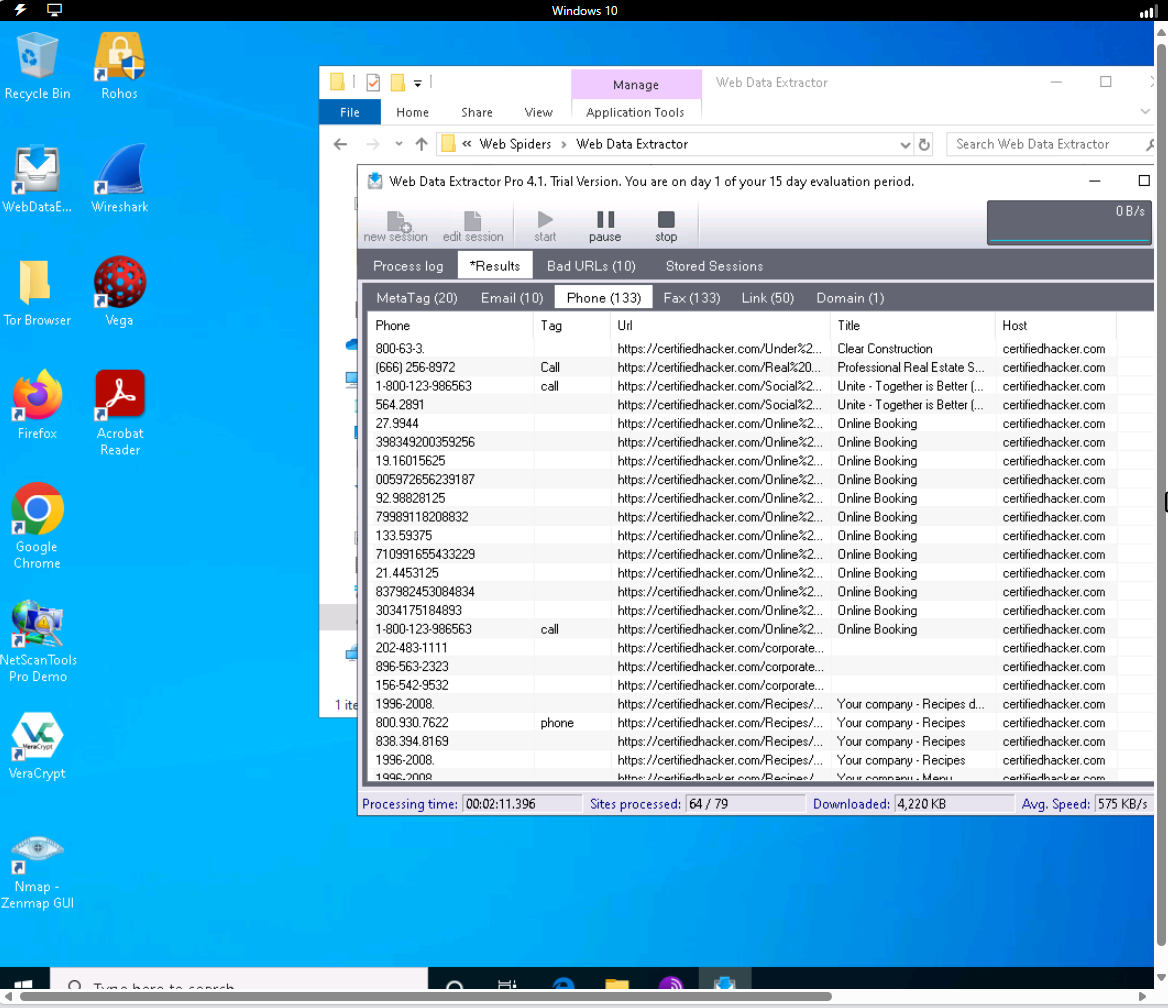 Windows 10
Recycle Bin
Rohos
WebDataE...
Wireshark
Tor Browser
Vega
Firefox
Acrobat
Reader
Google
Chrome
NetScanTools
Pro Demo
VeraCrypt
VeraCrypt
Nmap -
Zenmap GUI
Manage
Web Data Extractor
File
Home
Share
View
Application Tools
« Web Spiders > Web Data Extractor
Search Web Data Extractor
1 ite
Web Data Extractor Pro 4.1. Trial Version. You are on day 1 of your 15 day evaluation period.
new session
edit session
start
pause
stop
0 B/s
Process log
*Results
Bad URLs (10)
Stored Sessions
MetaTag (20)
Email (10)
Phone (133)
Fax (133)
Link (50)
Domain (1)
Phone Tag Url Title Host
800-63-3. https://certifiedhacker.com/Under%2... Clear Construction certifiedhacker.com
(666) 256-8972 Call https://certifiedhacker.com/Real%20... Professional Real Estate S... certifiedhacker.com
1-800-123-986563 call https://certifiedhacker.com/Social%2... Unite - Together is Better (... certifiedhacker.com
564.2891 https://certifiedhacker.com/Social%2... Unite - Together is Better (... certifiedhacker.com
27.9944 https://certifiedhacker.com/Online%2... Online Booking certifiedhacker.com
398349200359256 https://certifiedhacker.com/Online%2... Online Booking certifiedhacker.com
19.16015625 https://certifiedhacker.com/Online%2... Online Booking certifiedhacker.com
005972656239187 https://certifiedhacker.com/Online%2... Online Booking certifiedhacker.com
92.98828125 https://certifiedhacker.com/Online%2... Online Booking certifiedhacker.com
79989118208832 https://certifiedhacker.com/Online%2... Online Booking certifiedhacker.com
133.59375 https://certifiedhacker.com/Online%2... Online Booking certifiedhacker.com
710991655433229 https://certifiedhacker.com/Online%2... Online Booking certifiedhacker.com
21.4453125 https://certifiedhacker.com/Online%2... Online Booking certifiedhacker.com
837982453084834 https://certifiedhacker.com/Online%2... Online Booking certifiedhacker.com
3034175184893 https://certifiedhacker.com/Online%2... Online Booking certifiedhacker.com
1-800-123-986563 call https://certifiedhacker.com/Online%2... Online Booking certifiedhacker.com
202-483-1111 https://certifiedhacker.com/corporate... certifiedhacker.com
896-563-2323 https://certifiedhacker.com/corporate... certifiedhacker.com
156-542-9532 https://certifiedhacker.com/corporate... certifiedhacker.com
1996-2008. https://certifiedhacker.com/Recipes/... Your company - Recipes d... certifiedhacker.com
800.930.7622 phone https://certifiedhacker.com/Recipes/... Your company - Recipes certifiedhacker.com
838.394.8169 https://certifiedhacker.com/Recipes/... Your company - Recipes certifiedhacker.com
1996-2008. https://certifiedhacker.com/Recipes/... Your company - Recipes certifiedhacker.com
1996-2008 https://certifiedhacker.com/Recipes/... Your company - Menu certifiedhacker.com
Processing time: 00:02:11.396 Sites processed: 64 / 79 Downloaded: 4,220 KB Avg. Speed: 575 KB/s
Type here to search